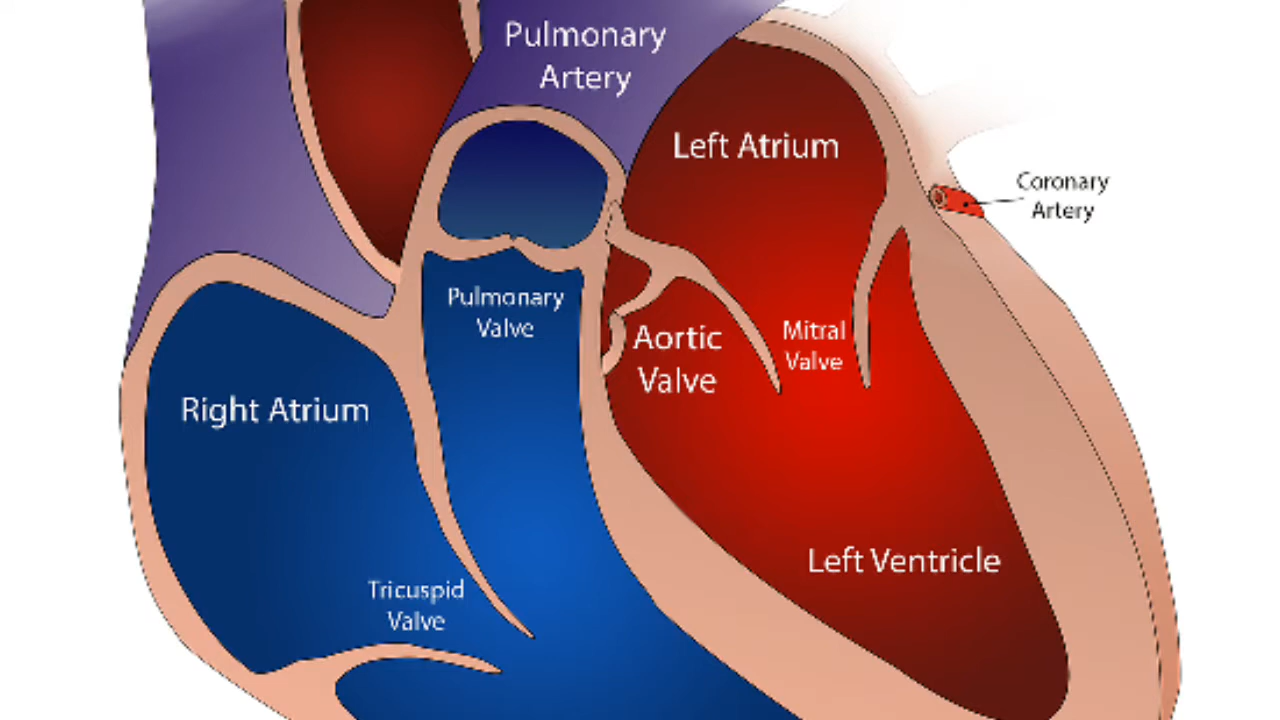 Pulmonary
Artery
Left Atrium
Coronary
Artery
Pulmonary
Valve
Aortic
Valve
Mitral
Valve
Right Atrium
Left Ventricle
Tricuspid
Valve